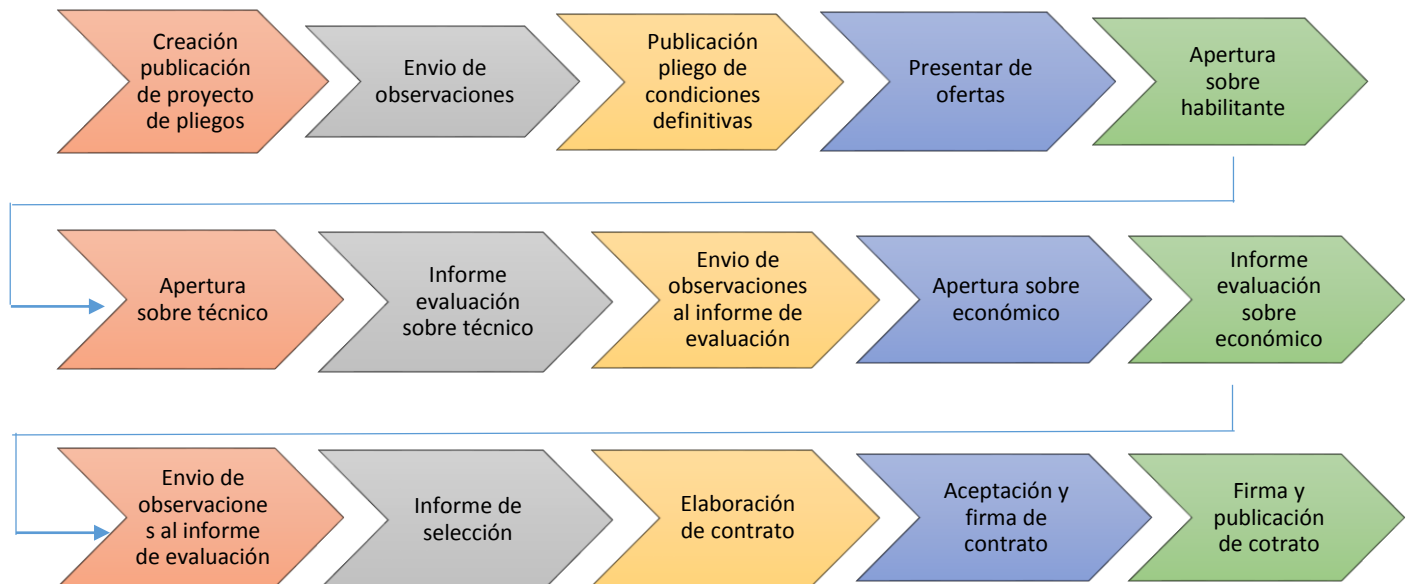 Creación
publicación
de proyecto
de pliegos
Envio de
observaciones
Publicación
pliego de
condiciones
definitivas
Presentar de
ofertas
Apertura
sobre
habilitante
Apertura
sobre técnico
Informe
evaluación
sobre técnico
Envio de
observaciones
al informe de
evaluación
Apertura sobre
económico
Informe
evaluación
sobre
económico
Envio de
observacione
s al informe
de evaluación
Informe de
selección
Elaboración
de contrato
Aceptación y
firma de
contrato
Firma y
publicación
de cotrato